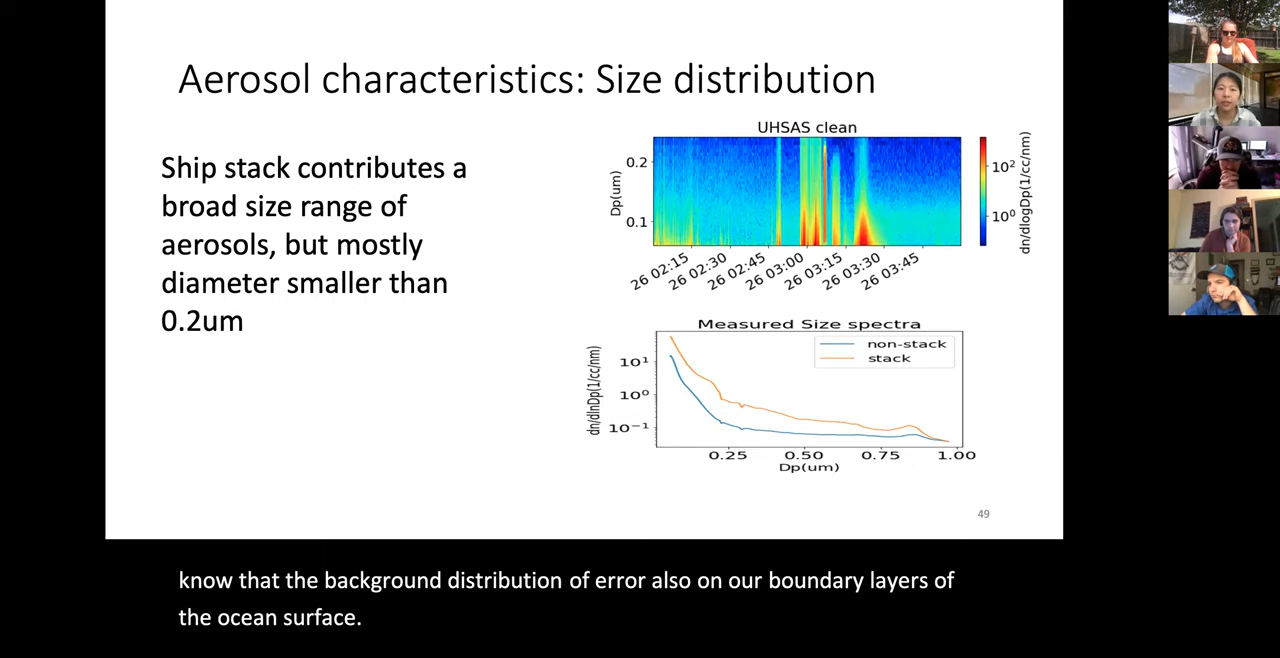 Aerosol characteristics: Size distribution
Ship stack contributes a
broad size range of
aerosols, but mostly
diameter smaller than
0.2um
UHSAS clean
Dp(um)
0.2
0.1
26 02:15
26 02:30
26 02:45
26 03:00
26 03:15
26 03:30
26 03:45
10²
10⁰
dn/dlogDp(1/cc/nm)
Measured Size spectra
dn/dlnDp(1/cc/nm)
10¹
10⁰
10⁻¹
non-stack
stack
0.25
0.50
0.75
1.00
Dp(um)
49
know that the background distribution of error also on our boundary layers of
the ocean surface.